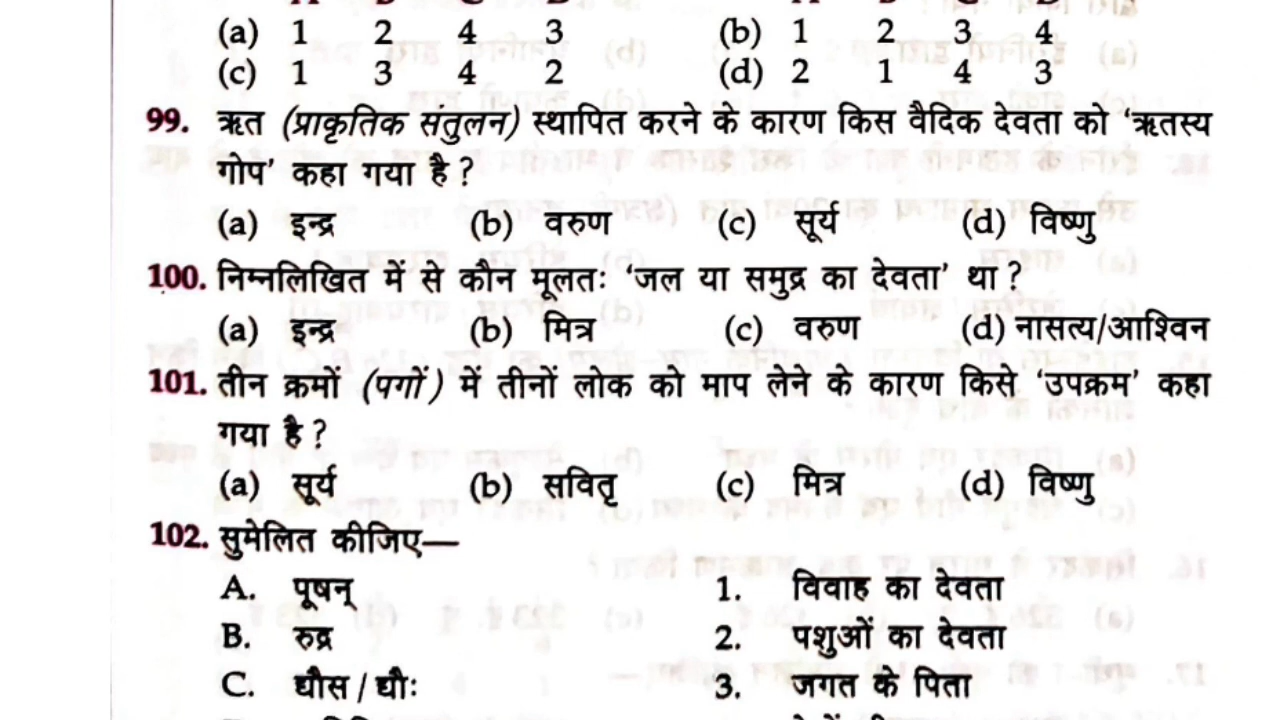 (a) 1 2 4 3 (b) 1 2 3 4
(c) 1 3 4 2 (d) 2 1 4 3
99. ऋत (प्राकृतिक संतुलन) स्थापित करने के कारण किस वैदिक देवता को 'ऋतस्य
गोप' कहा गया है ?
(a) इन्द्र (b) वरुण (c) सूर्य (d) विष्णु
100. निम्नलिखित में से कौन मूलतः 'जल या समुद्र का देवता' था ?
(a) इन्द्र (b) मित्र (c) वरुण (d) नासत्य/आश्विन
101. तीन क्रमों (पगों) में तीनों लोक को माप लेने के कारण किसे 'उपक्रम' कहा
गया है ?
(a) सूर्य (b) सवितृ (c) मित्र (d) विष्णु
102. सुमेलित कीजिए—
A. पूषन् 1. विवाह का देवता
B. रुद्र 2. पशुओं का देवता
C. द्यौस / द्यौः 3. जगत के पिता